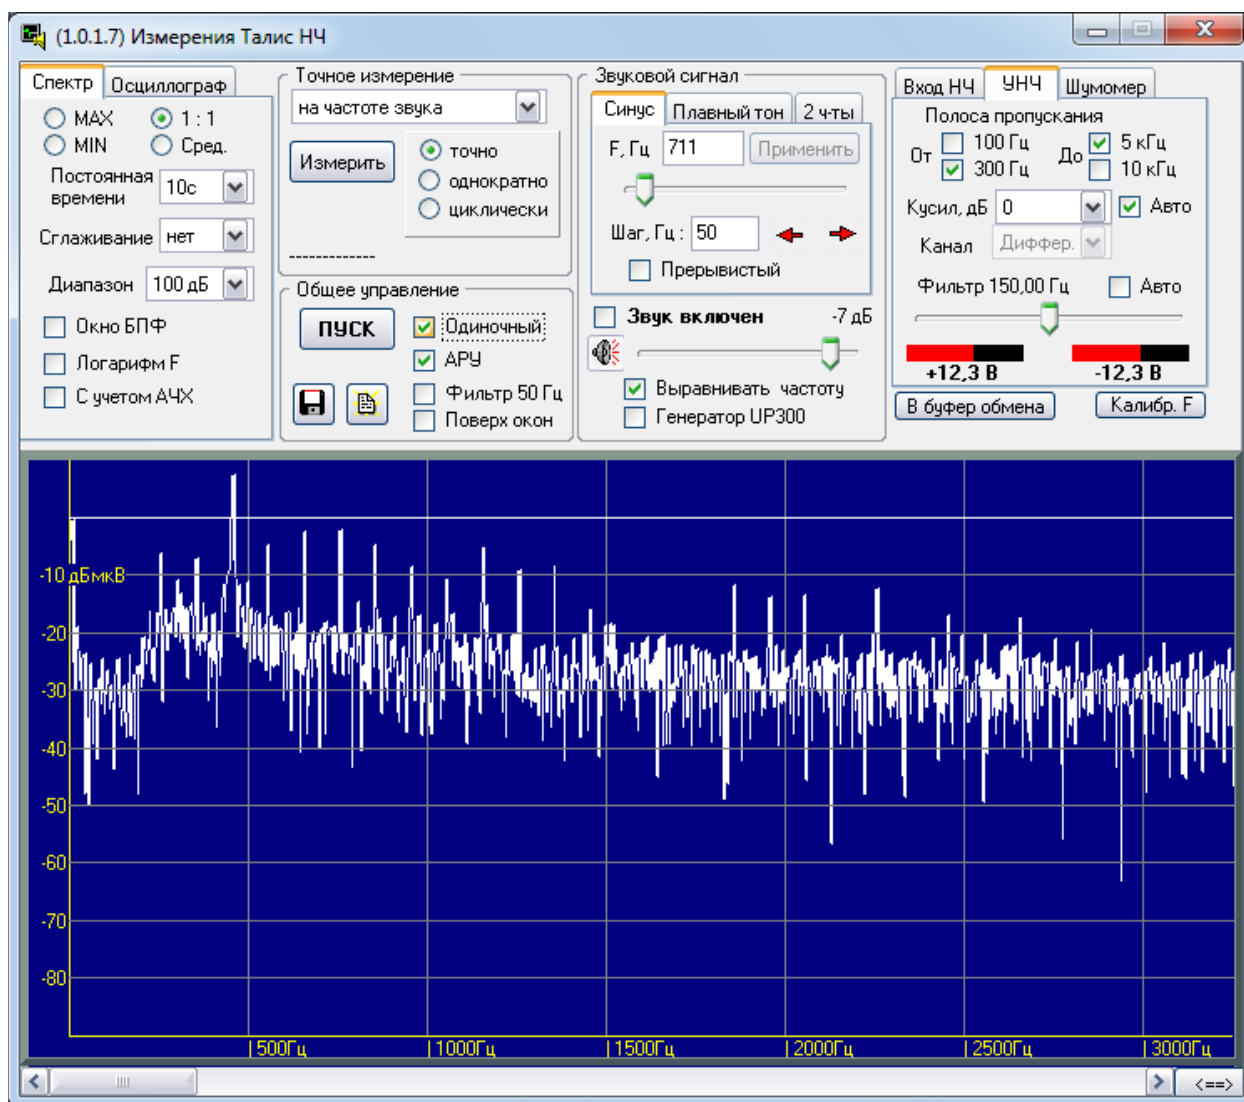 (1.0.1.7) Измерения Талис НЧ
Спектр Осциллограф
MAX 1 : 1
MIN Сред.
Постоянная времени 10с
Сглаживание нет
Диапазон 100 дБ
Окно БПФ
Логарифм F
С учетом АЧХ
Точное измерение
на частоте звука
Измерить
точно
однократно
циклически
-------------
Общее управление
ПУСК
Одиночный
АРУ
Фильтр 50 Гц
Поверх окон
Звуковой сигнал
Синус Плавный тон 2 ч-ты
F, Гц 711 Применить
Шаг, Гц : 50
Прерывистый
Звук включен -7 дБ
Выравнивать частоту
Генератор UP300
Вход НЧ УНЧ Шумомер
Полоса пропускания
От 100 Гц До 5 кГц
300 Гц 10 кГц
Кусил, дБ 0 Авто
Канал Диффер.
Фильтр 150,00 Гц Авто
+12,3 В -12,3 В
В буфер обмена Калибр. F
-10 дБмкВ
-20
-30
-40
-50
-60
-70
-80
500Гц 1000Гц 1500Гц 2000Гц 2500Гц 3000Гц
<==>